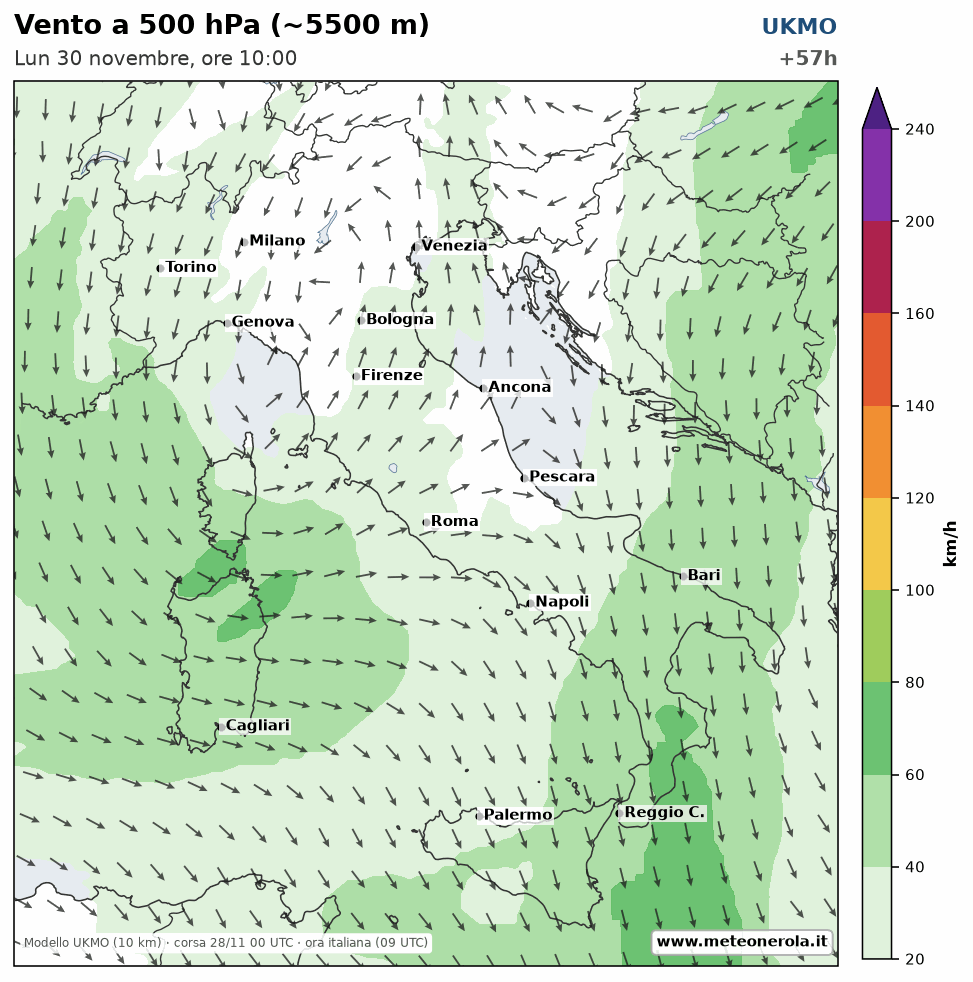 Vento a 500 hPa (~5500 m)
UKMO
Lun 30 novembre, ore 10:00
+57h
Milano
Venezia
Torino
Genova
Bologna
Firenze
Ancona
Pescara
Roma
Bari
Napoli
Cagliari
Palermo
Reggio C.
240
220
200
160
140
120
100
80
60
40
20
km/h
Modello UKMO (10 km) · corsa 28/11 00 UTC · ora italiana (09 UTC)
www.meteonerola.it